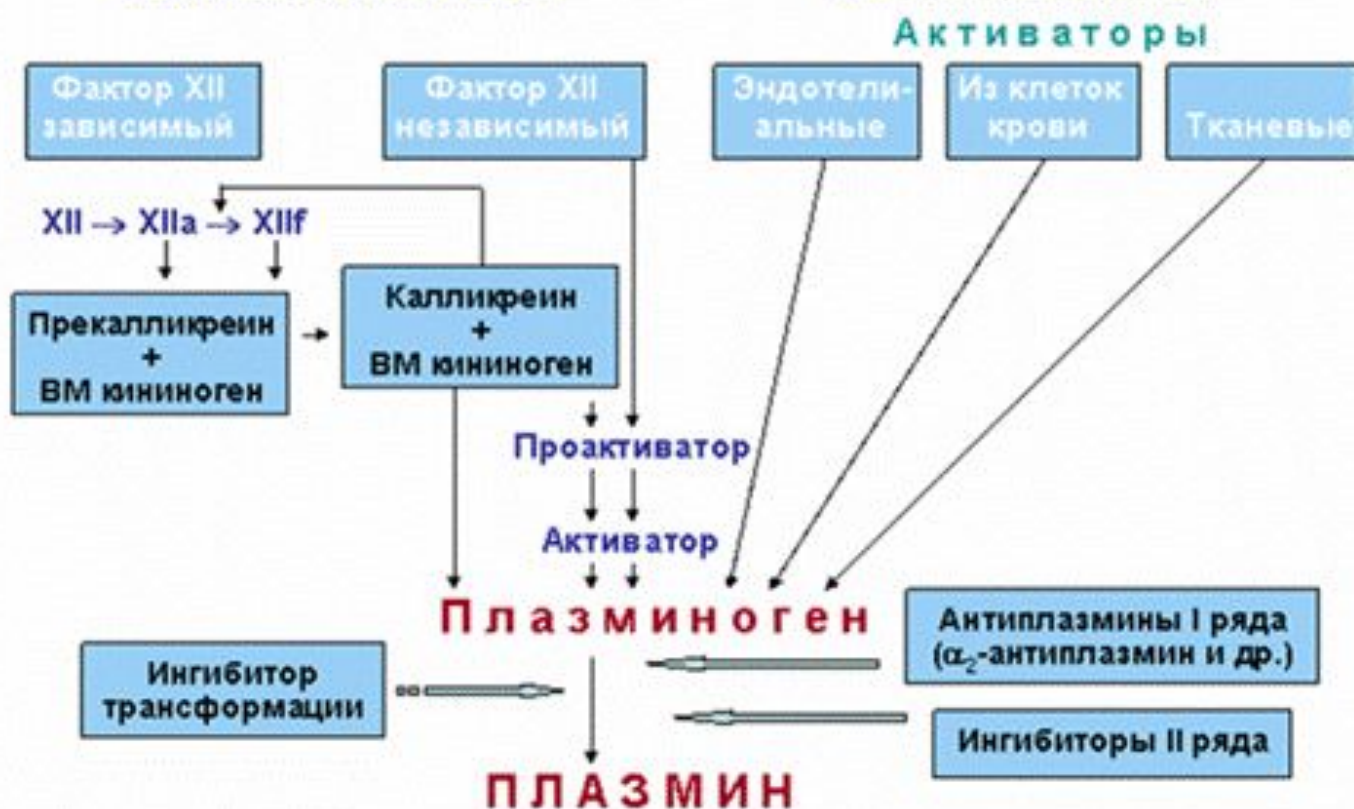 Активаторы
Фактор XII
зависимый
Фактор XII
независимый
Эндотели-
альные
Из клеток
крови
Тканевые
XII → XIIa → XIIf
Прекалликреин
+
ВМ кининоген
Калликреин
+
ВМ кининоген
Проактиватор
Активатор
Плазминоген
Антиплазмины I ряда
(α₂-антиплазмин и др.)
Ингибитор
трансформации
Ингибиторы II ряда
ПЛАЗМИН